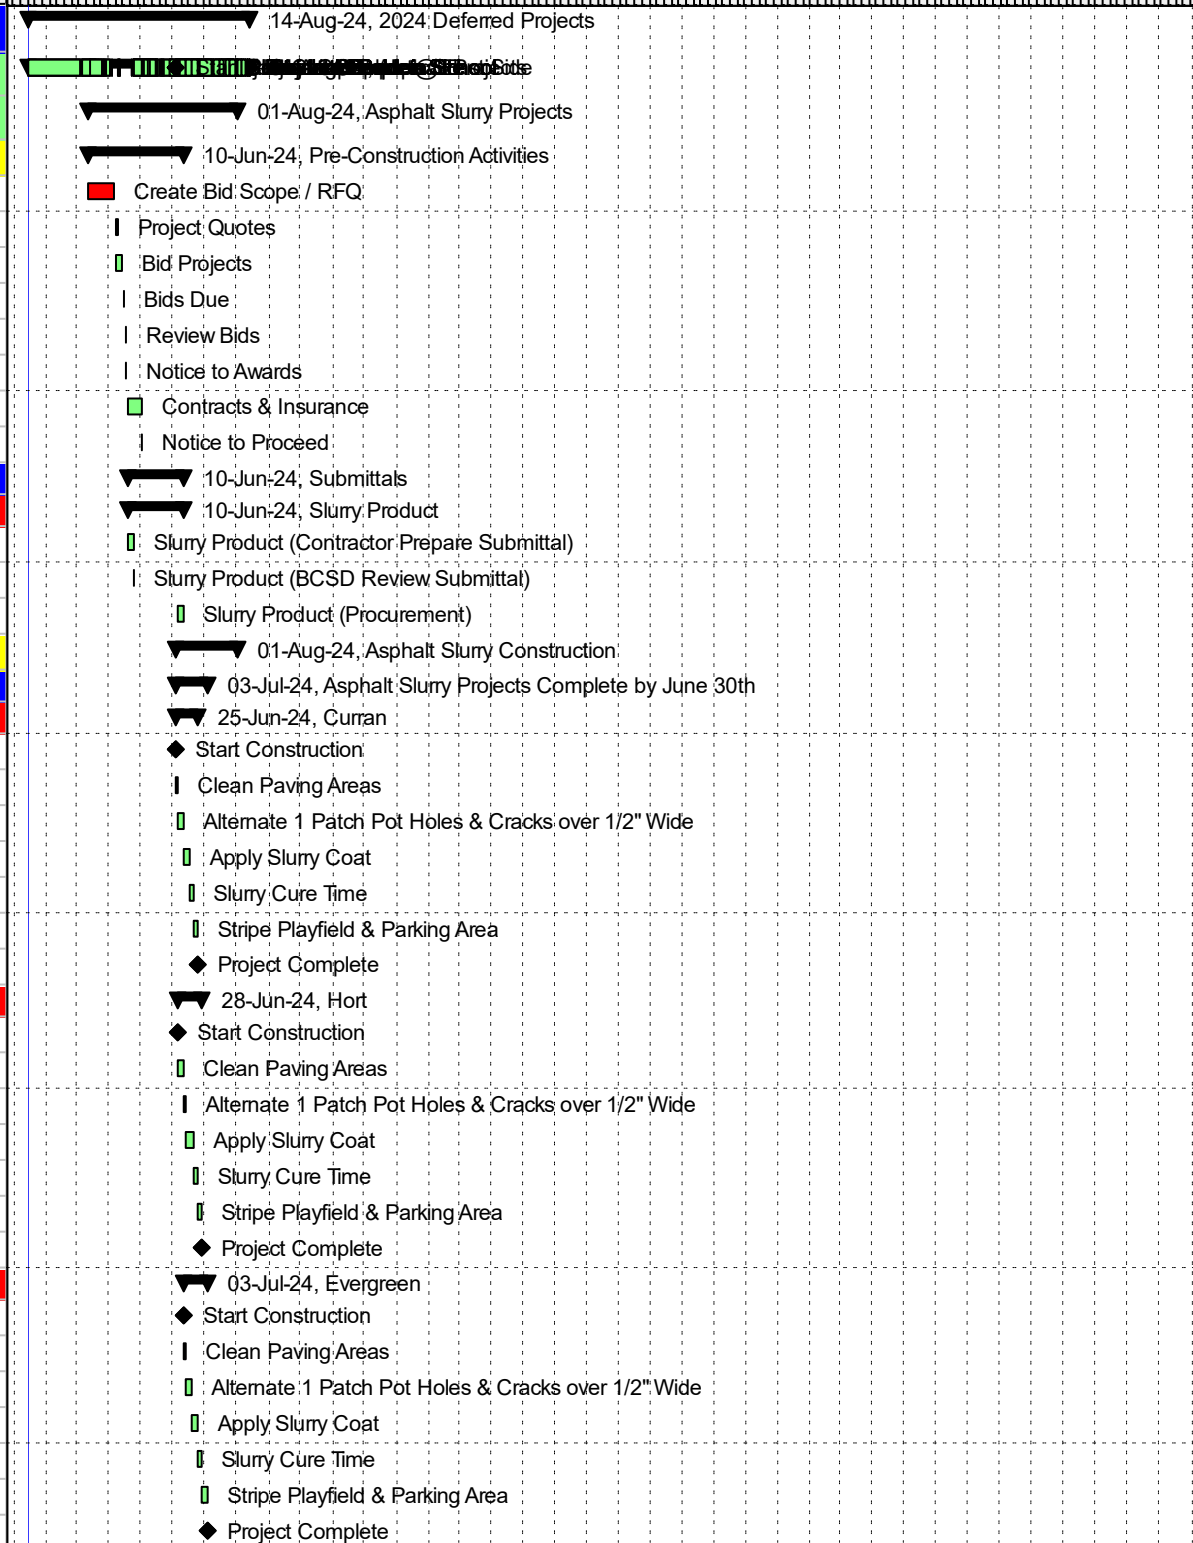 14-Aug-24, 2024 Deferred Projects
01-Aug-24, Asphalt Slurry Projects
10-Jun-24, Pre-Construction Activities
Create Bid Scope / RFQ
Project Quotes
Bid Projects
Bids Due
Review Bids
Notice to Awards
Contracts & Insurance
Notice to Proceed
10-Jun-24, Submittals
10-Jun-24, Slurry Product
Slurry Product (Contractor Prepare Submittal)
Slurry Product (BCSD Review Submittal)
Slurry Product (Procurement)
01-Aug-24, Asphalt Slurry Construction
03-Jul-24, Asphalt Slurry Projects Complete by June 30th
25-Jun-24, Curran
Start Construction
Clean Paving Areas
Alternate 1 Patch Pot Holes & Cracks over 1/2" Wide
Apply Slurry Coat
Slurry Cure Time
Stripe Playfield & Parking Area
Project Complete
28-Jun-24, Hort
Start Construction
Clean Paving Areas
Alternate 1 Patch Pot Holes & Cracks over 1/2" Wide
Apply Slurry Coat
Slurry Cure Time
Stripe Playfield & Parking Area
Project Complete
03-Jul-24, Evergreen
Start Construction
Clean Paving Areas
Alternate 1 Patch Pot Holes & Cracks over 1/2" Wide
Apply Slurry Coat
Slurry Cure Time
Stripe Playfield & Parking Area
Project Complete